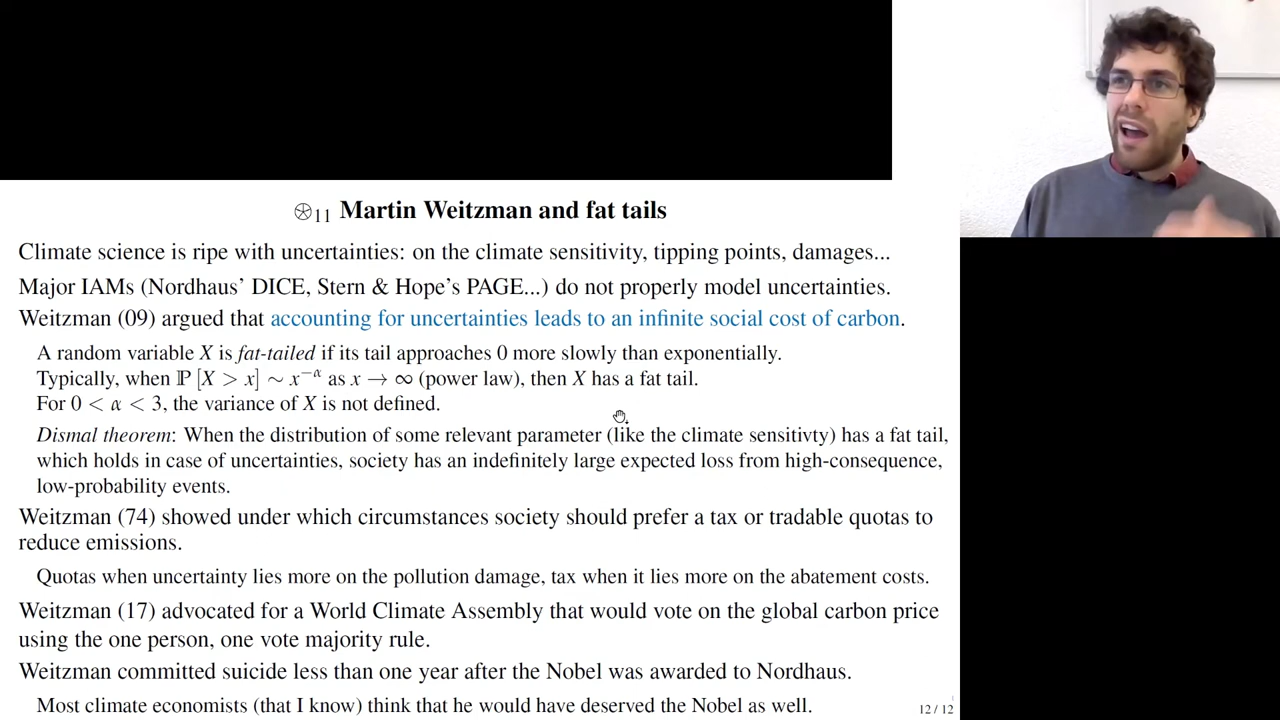 ⊛₁₁ Martin Weitzman and fat tails
Climate science is ripe with uncertainties: on the climate sensitivity, tipping points, damages...
Major IAMs (Nordhaus' DICE, Stern & Hope's PAGE...) do not properly model uncertainties.
Weitzman (09) argued that accounting for uncertainties leads to an infinite social cost of carbon.
A random variable X is fat-tailed if its tail approaches 0 more slowly than exponentially.
Typically, when ℙ [X > x] ∼ x^{−α} as x → ∞ (power law), then X has a fat tail.
For 0 < α < 3, the variance of X is not defined.
Dismal theorem: When the distribution of some relevant parameter (like the climate sensitivty) has a fat tail,
which holds in case of uncertainties, society has an indefinitely large expected loss from high-consequence,
low-probability events.
Weitzman (74) showed under which circumstances society should prefer a tax or tradable quotas to
reduce emissions.
Quotas when uncertainty lies more on the pollution damage, tax when it lies more on the abatement costs.
Weitzman (17) advocated for a World Climate Assembly that would vote on the global carbon price
using the one person, one vote majority rule.
Weitzman committed suicide less than one year after the Nobel was awarded to Nordhaus.
Most climate economists (that I know) think that he would have deserved the Nobel as well.
12 / 12